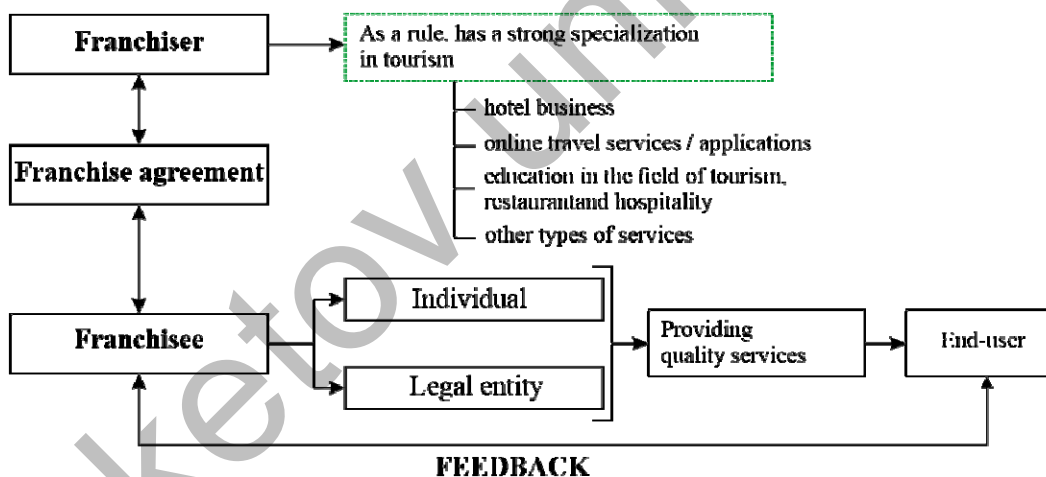 Franchiser
As a rule, has a strong specialization
in tourism
hotel business
online travel services / applications
education in the field of tourism,
restaurantand hospitality
other types of services
Franchise agreement
Franchisee
Individual
Legal entity
Providing
quality services
End-user
FEEDBACK
ketov un